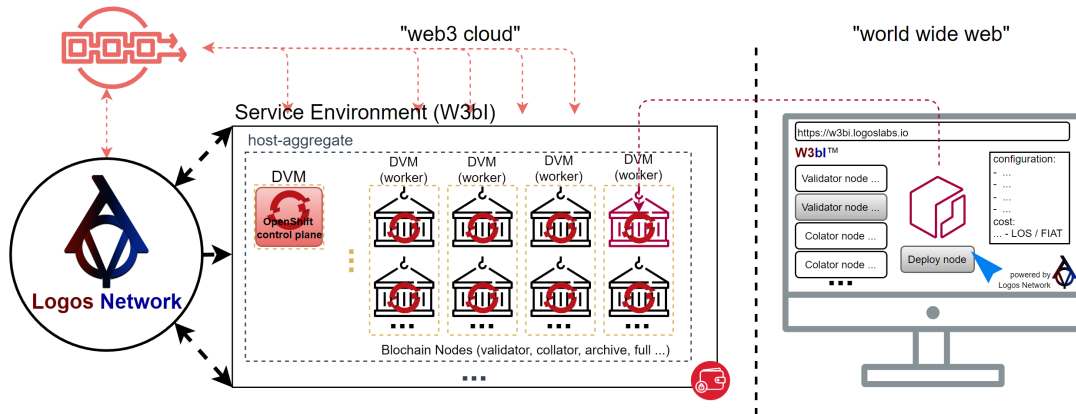 "web3 cloud"
"world wide web"
Service Environment (W3bI)
host-aggregate
DVM
OpenShift
control plane
DVM
(worker)
DVM
(worker)
DVM
(worker)
DVM
(worker)
Blochain Nodes (validator, collator, archive, full ...)
Logos Network
https://w3bi.logoslabs.io
W3bI™
Validator node ...
Validator node ...
Colator node ...
Colator node ...
Deploy node
configuration:
- ...
- ...
- ...
- ...
cost:
... - LOS / FIAT
powered by
Logos Network